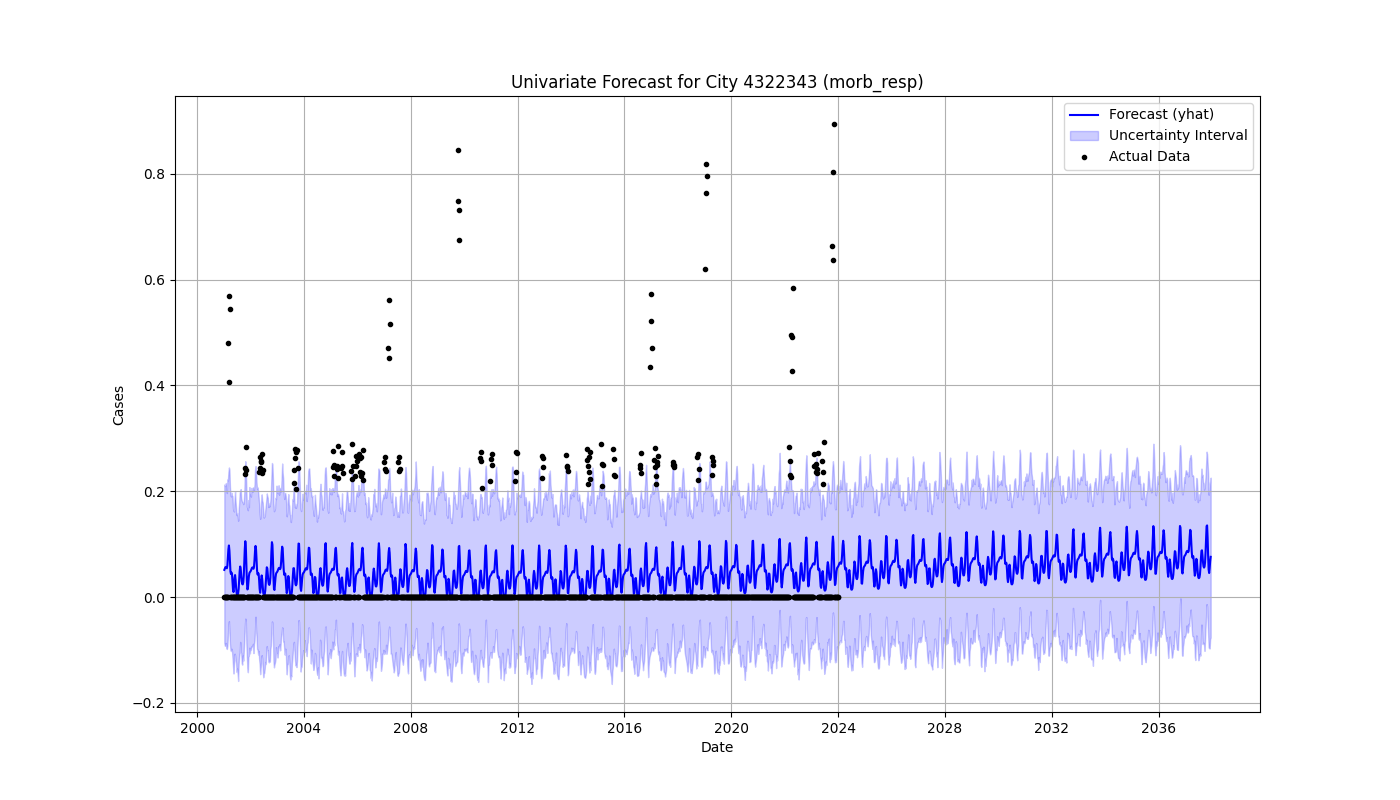 Univariate Forecast for City 4322343 (morb_resp)
Forecast (yhat)
Uncertainty Interval
Actual Data
Cases
0.8
0.6
0.4
0.2
0.0
−0.2
2000 2004 2008 2012 2016 2020 2024 2028 2032 2036
Date